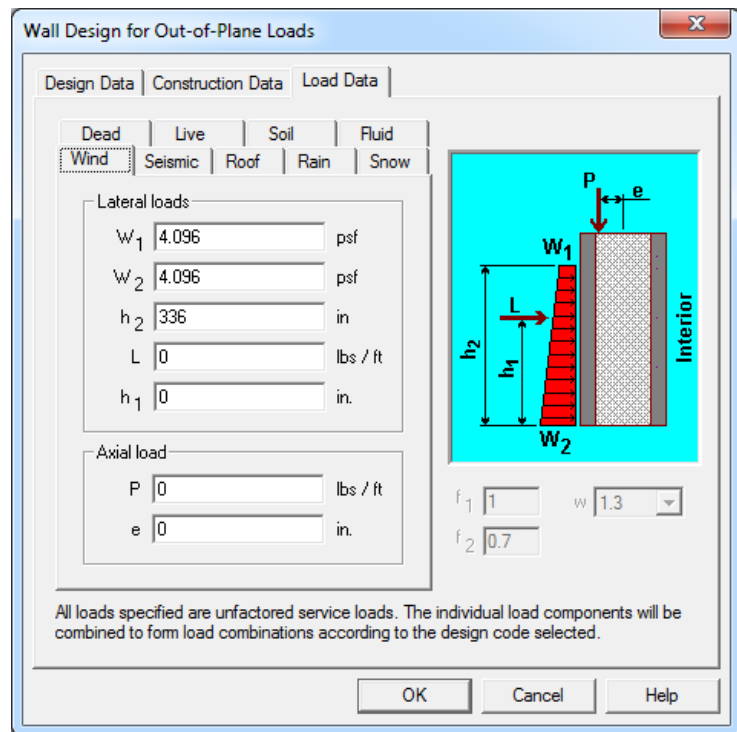 Wall Design for Out-of-Plane Loads
X
Design Data Construction Data Load Data
Dead Live Soil Fluid
Wind Seismic Roof Rain Snow
Lateral loads
W1 4.096 psf
W2 4.096 psf
h2 336 in
L 0 lbs / ft
h1 0 in.
Axial load
P 0 lbs / ft
e 0 in.
P e
W1
L
h2
h1
Interior
W2
f1 1 w 1.3
f2 0.7
All loads specified are unfactored service loads. The individual load components will be
combined to form load combinations according to the design code selected.
OK Cancel Help